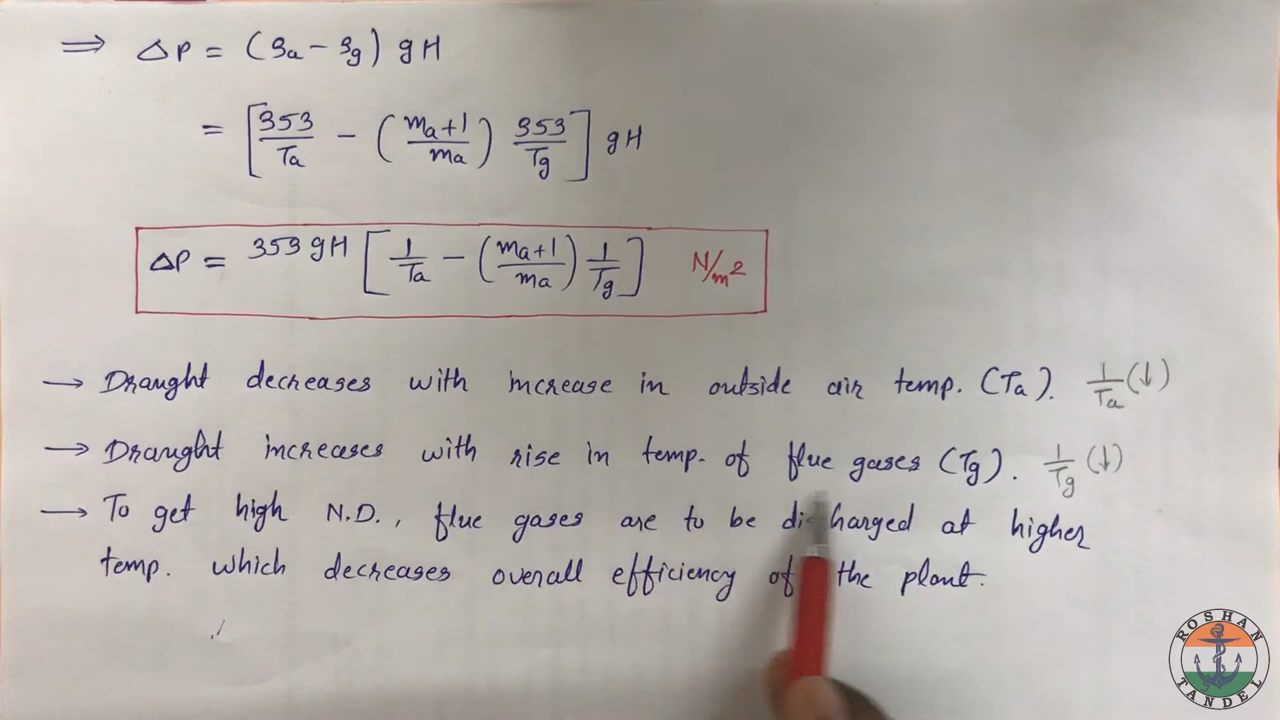 ⇒ ΔP = (ρa − ρg) gH
= [353/Ta − ((ma+1)/ma) 353/Tg] gH
ΔP = 353 gH [1/Ta − ((ma+1)/ma) 1/Tg] N/m²
→ Draught decreases with increase in outside air temp. (Ta). 1/Ta (↓)
→ Draught increases with rise in temp. of flue gases (Tg). 1/Tg (↓)
→ To get high N.D., flue gases are to be discharged at higher
temp. which decreases overall efficiency of the plant.
ROSHAN
TANDEL